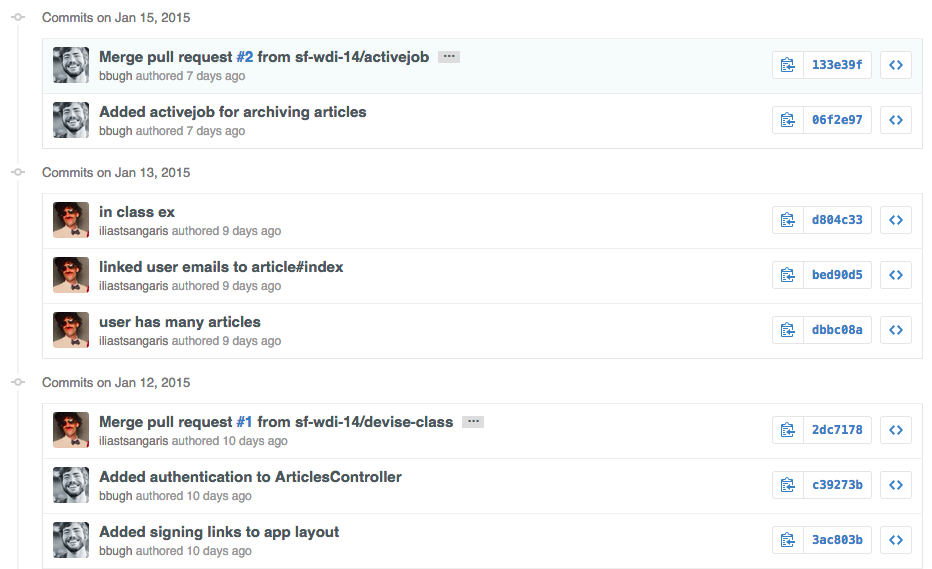 Commits on Jan 15, 2015
Merge pull request #2 from sf-wdi-14/activejob ...
133e39f
bbugh authored 7 days ago
Added activejob for archiving articles
06f2e97
bbugh authored 7 days ago
Commits on Jan 13, 2015
in class ex
d804c33
iliastsangaris authored 9 days ago
linked user emails to article#index
bed90d5
iliastsangaris authored 9 days ago
user has many articles
dbbc08a
iliastsangaris authored 9 days ago
Commits on Jan 12, 2015
Merge pull request #1 from sf-wdi-14/devise-class ...
2dc7178
iliastsangaris authored 10 days ago
Added authentication to ArticlesController
c39273b
bbugh authored 10 days ago
Added signing links to app layout
3ac803b
bbugh authored 10 days ago